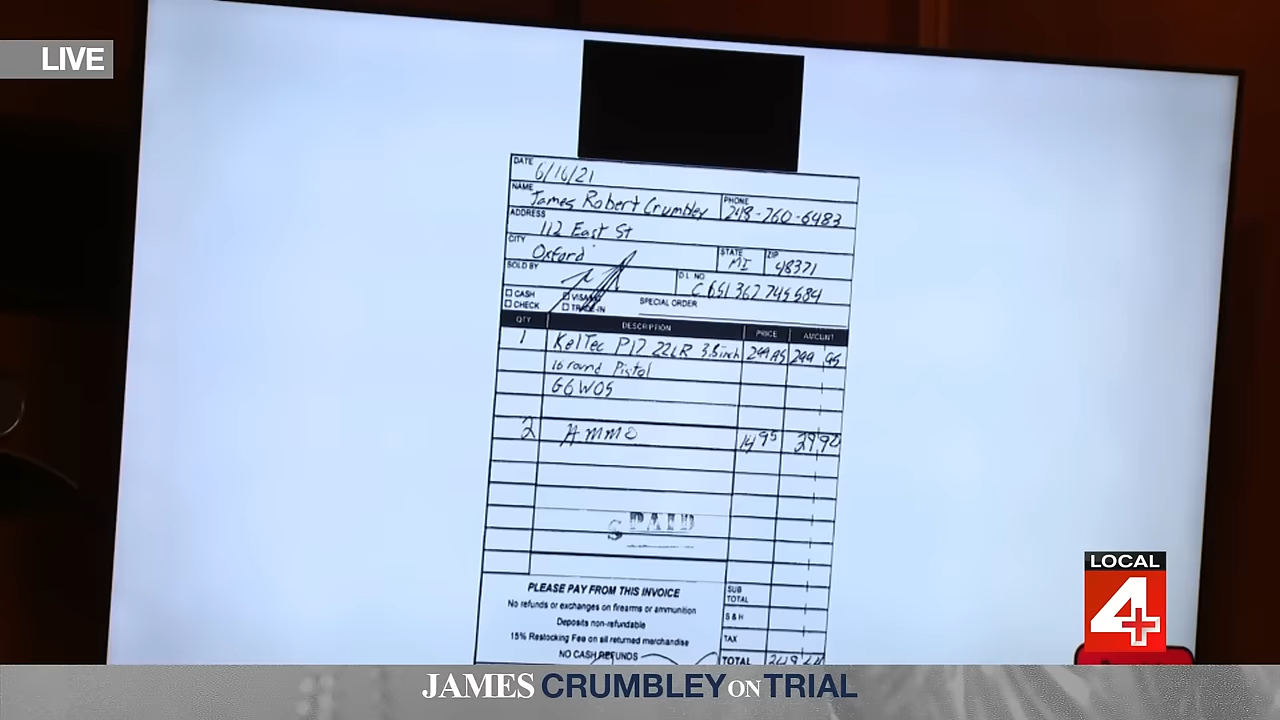 LIVE
DATE 6/16/21
NAME James Robert Crumbley PHONE 248-760-6483
ADDRESS 112 East St
CITY Oxford STATE MI ZIP 48371
SOLD BY D.L. NO C 651 362 745 584
CASH VISA/MC SPECIAL ORDER
CHECK TRADE-IN
QTY DESCRIPTION PRICE AMOUNT
1 KelTec P17 22LR 3.8inch 299 95 299 95
16 round Pistol
G6W05
2 Ammo 14 95 29 90
PAID
PLEASE PAY FROM THIS INVOICE
No refunds or exchanges on firearms or ammunition
Deposits non-refundable
15% Restocking Fee on all returned merchandise
NO CASH REFUNDS
SUB TOTAL
S & H
TAX
TOTAL
LOCAL
4
JAMES CRUMBLEY ON TRIAL